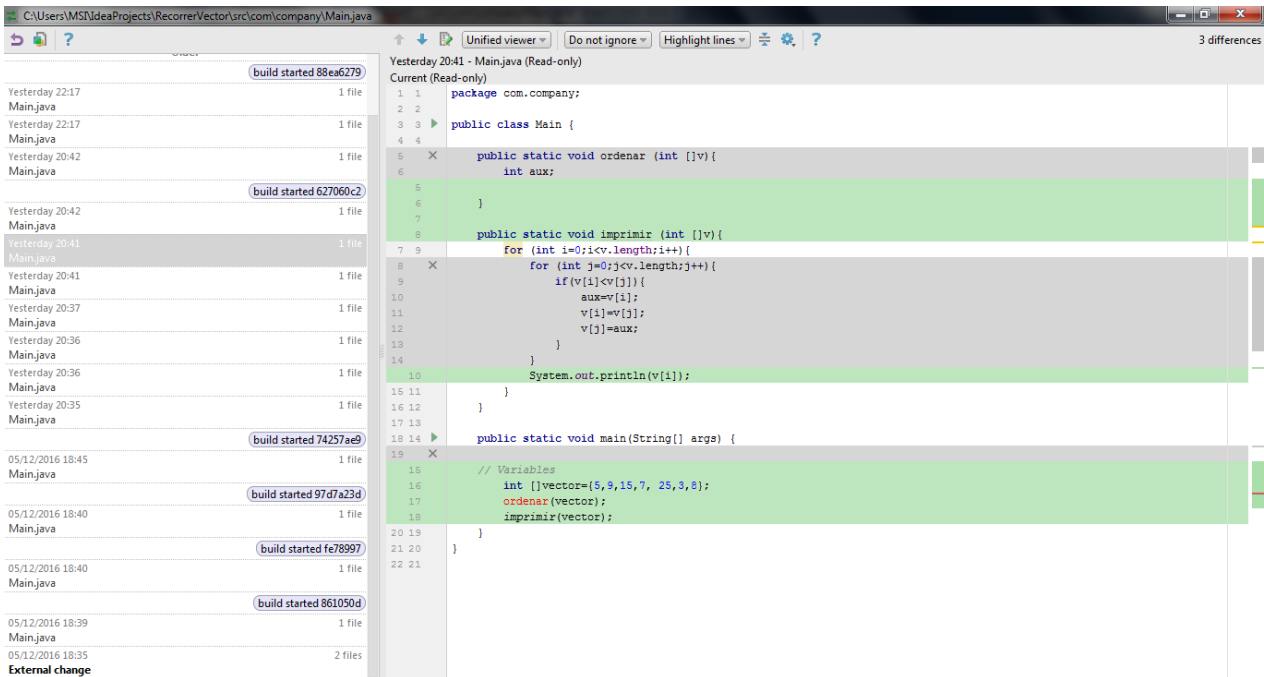 C:\Users\MSI\IdeaProjects\RecorrerVector\src\com\company\Main.java
Unified viewer Do not ignore Highlight lines 3 differences
Older
build started 88ea6279
Yesterday 22:17 1 file
Main.java
Yesterday 22:17 1 file
Main.java
Yesterday 20:42 1 file
Main.java
build started 627060c2
Yesterday 20:42 1 file
Main.java
Yesterday 20:41 1 file
Main.java
Yesterday 20:41 1 file
Main.java
Yesterday 20:37 1 file
Main.java
Yesterday 20:36 1 file
Main.java
Yesterday 20:36 1 file
Main.java
Yesterday 20:35 1 file
Main.java
build started 74257ae9
05/12/2016 18:45 1 file
Main.java
build started 97d7a23d
05/12/2016 18:40 1 file
Main.java
build started fe78997
05/12/2016 18:40 1 file
Main.java
build started 861050d
05/12/2016 18:39 1 file
Main.java
05/12/2016 18:35 2 files
External change
Yesterday 20:41 - Main.java (Read-only)
Current (Read-only)
1 1 package com.company;
2 2
3 3 public class Main {
4 4
5 public static void ordenar (int []v){
6 int aux;
5
6 }
7
8 public static void imprimir (int []v){
7 9 for (int i=0;i<v.length;i++){
8 for (int j=0;j<v.length;j++){
9 if(v[i]<v[j]){
10 aux=v[i];
11 v[i]=v[j];
12 v[j]=aux;
13 }
14 }
10 System.out.println(v[i]);
15 11 }
16 12 }
17 13
18 14 public static void main(String[] args) {
19
15 // Variables
16 int []vector={5,9,15,7, 25,3,8};
17 ordenar(vector);
18 imprimir(vector);
20 19 }
21 20 }
22 21